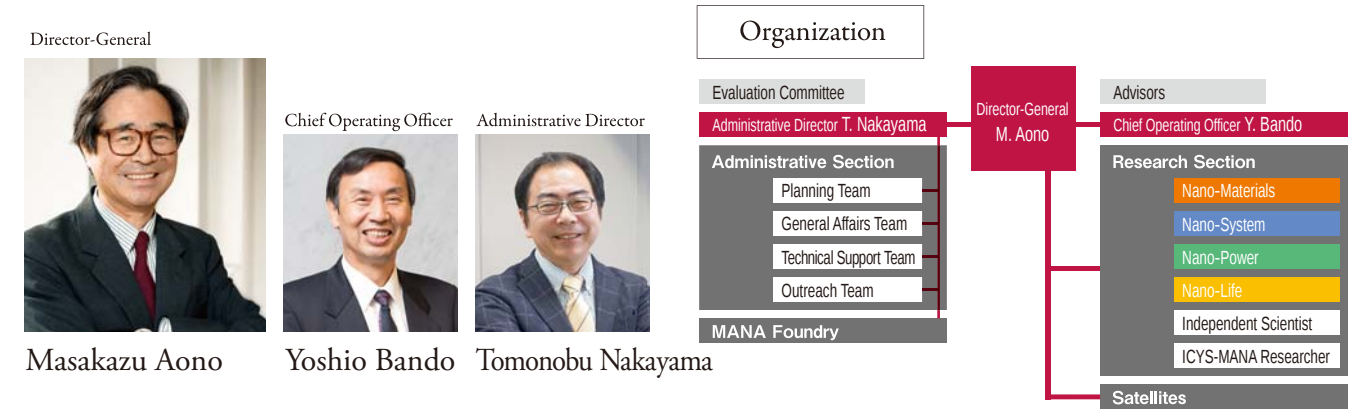 Director-General
Masakazu Aono
Chief Operating Officer
Yoshio Bando
Administrative Director
Tomonobu Nakayama
Organization
Evaluation Committee
Administrative Director T. Nakayama
Administrative Section
Planning Team
General Affairs Team
Technical Support Team
Outreach Team
MANA Foundry
Director-General
M. Aono
Advisors
Chief Operating Officer Y. Bando
Research Section
Nano-Materials
Nano-System
Nano-Power
Nano-Life
Independent Scientist
ICYS-MANA Researcher
Satellites